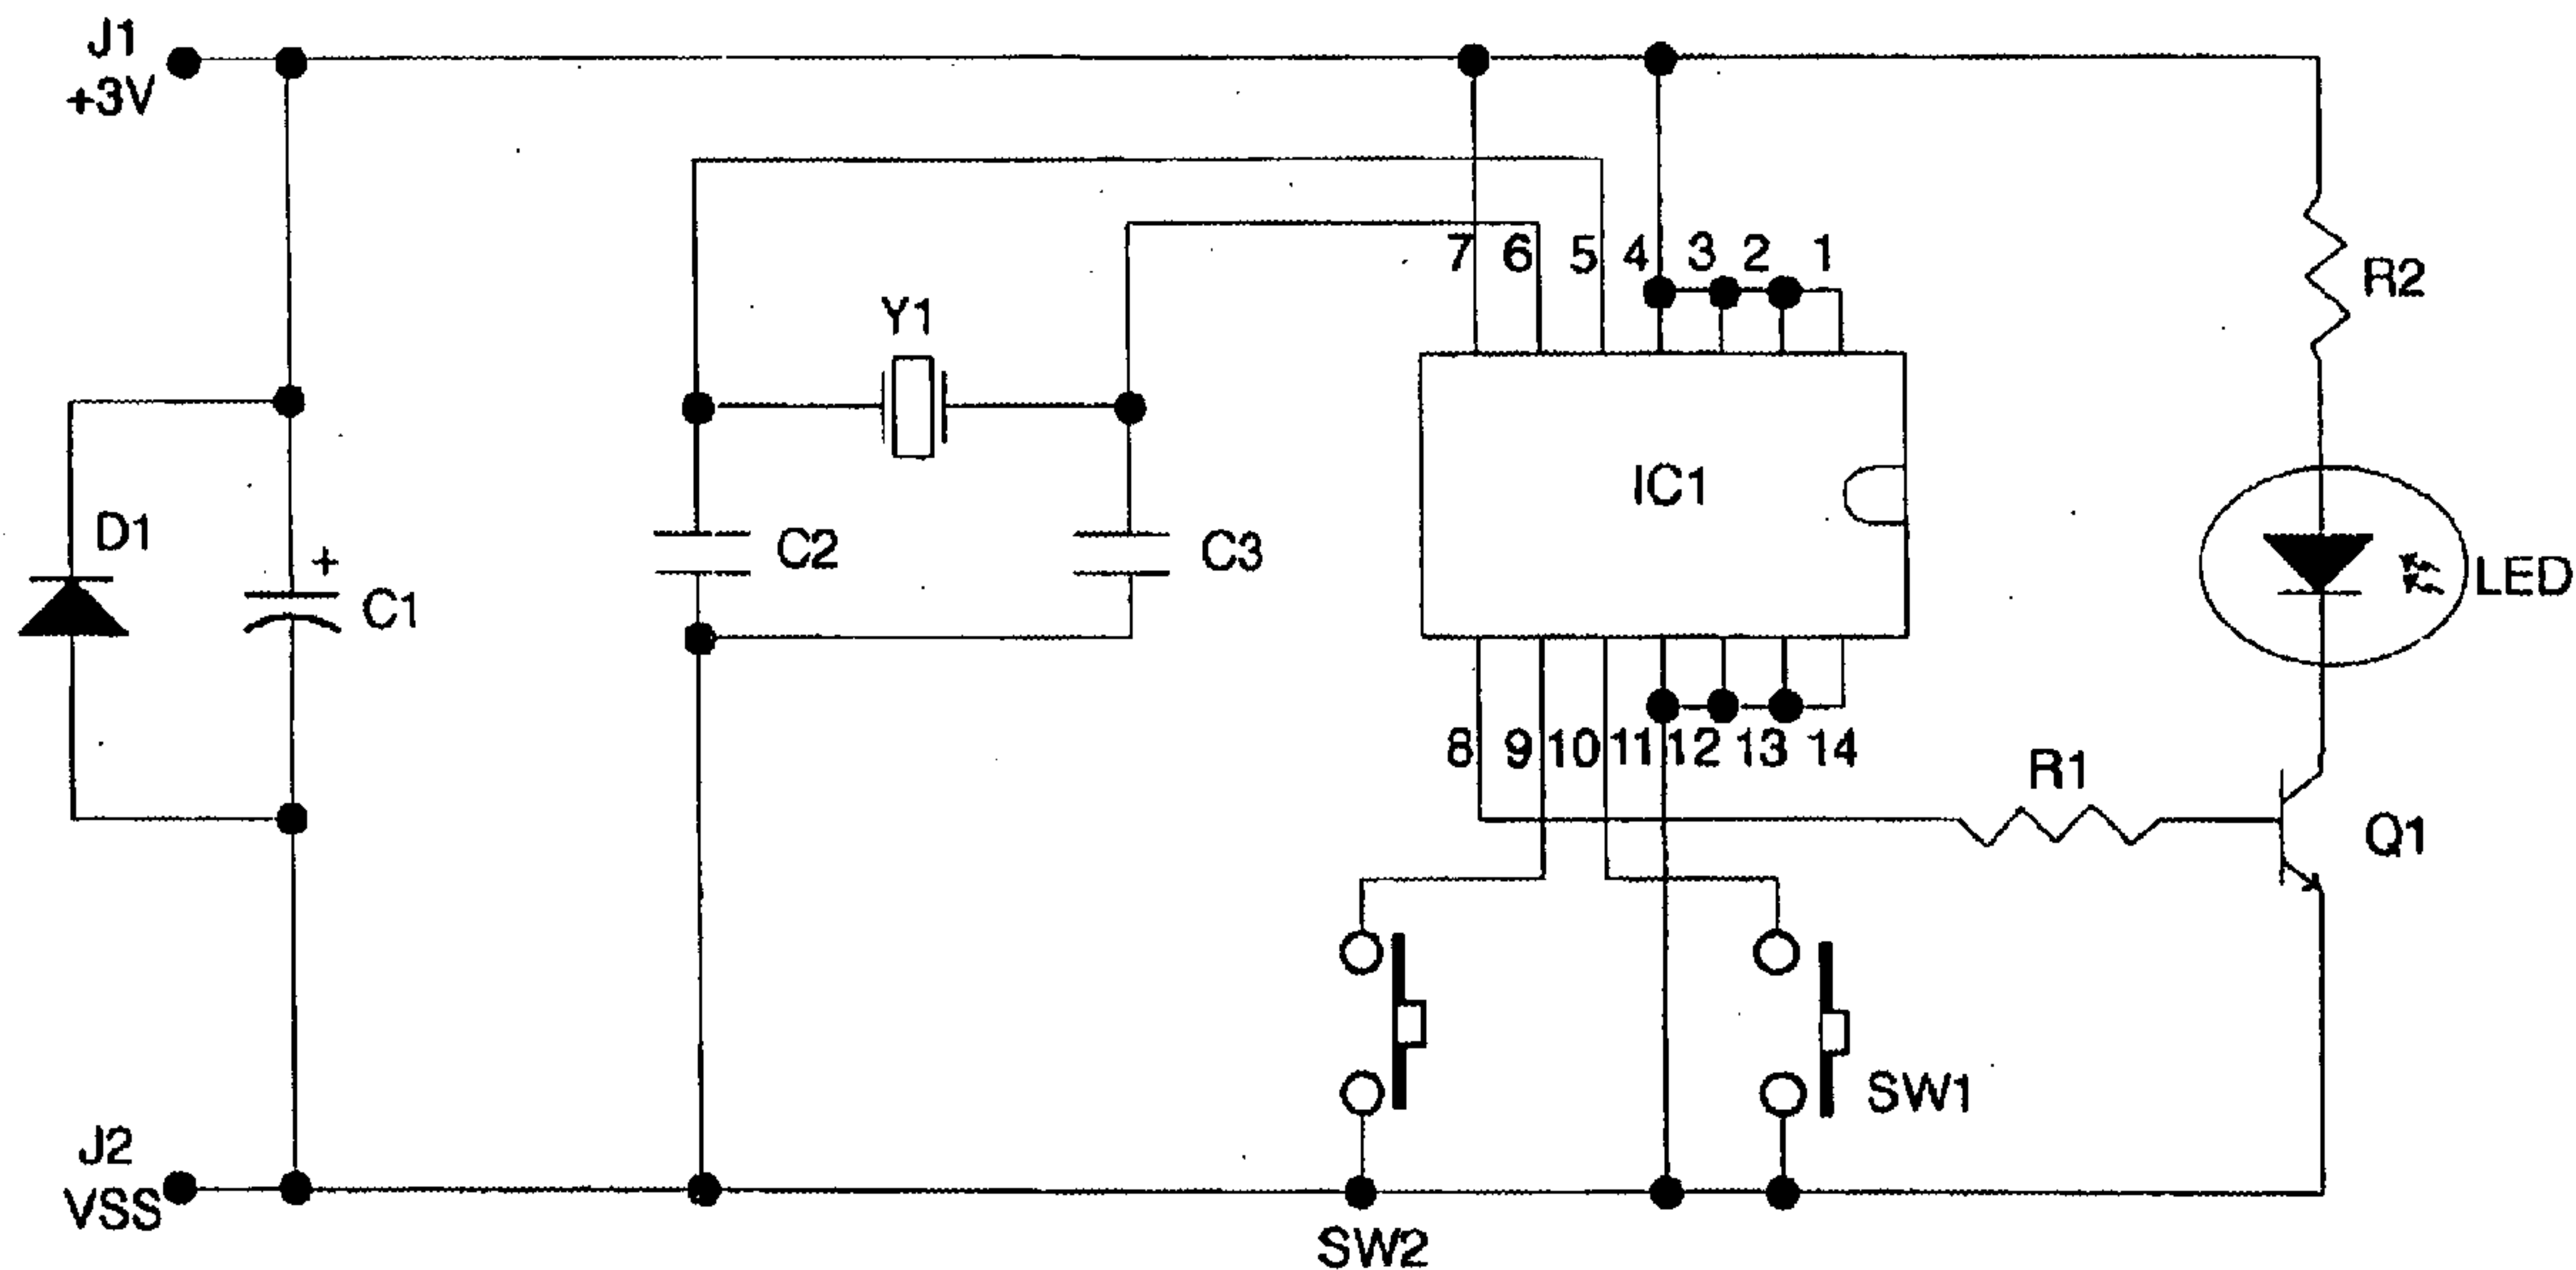 J1
+3V
7 6 5 4 3 2 1
R2
Y1
IC1
D1
+
C1
C2
C3
LED
8 9 10 11 12 13 14
R1
Q1
SW1
J2
VSS
SW2